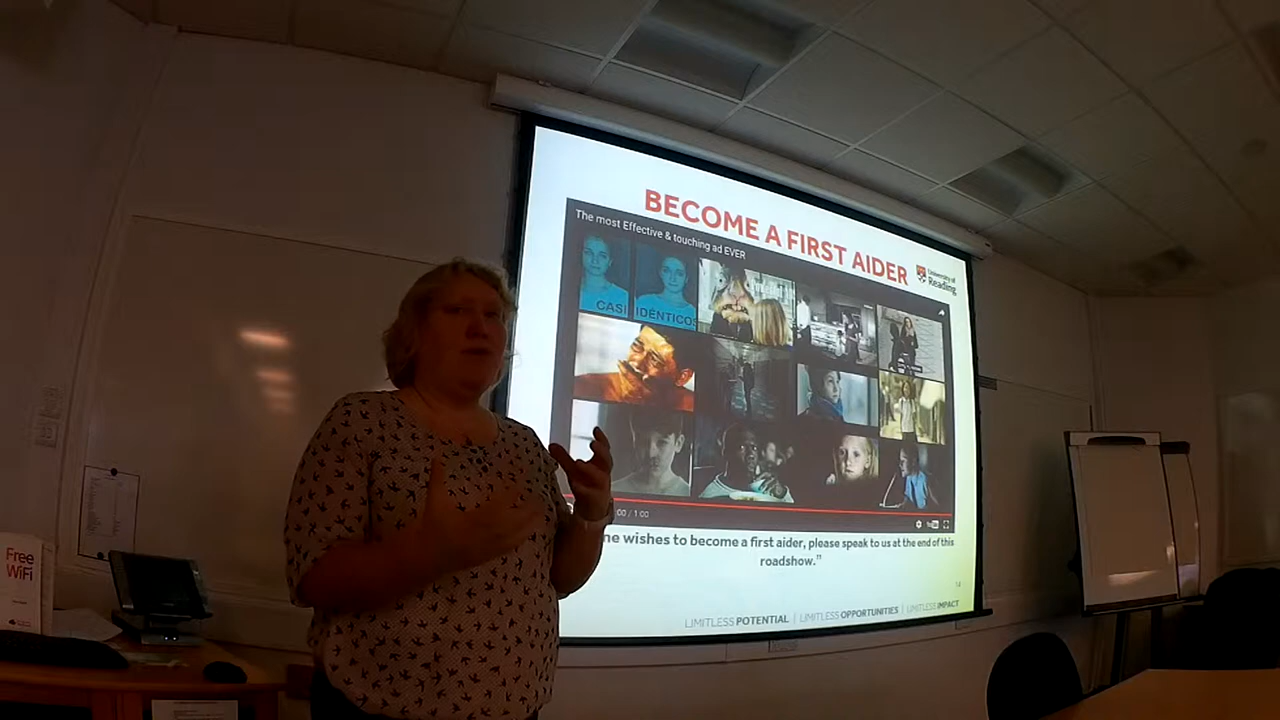 BECOME A FIRST AIDER
University of
Reading
The most Effective & touching ad EVER
CASI IDÉNTICOS
00 / 1:00
ne wishes to become a first aider, please speak to us at the end of this
roadshow.”
14
LIMITLESS POTENTIAL | LIMITLESS OPPORTUNITIES | LIMITLESS IMPACT
Free
WiFi